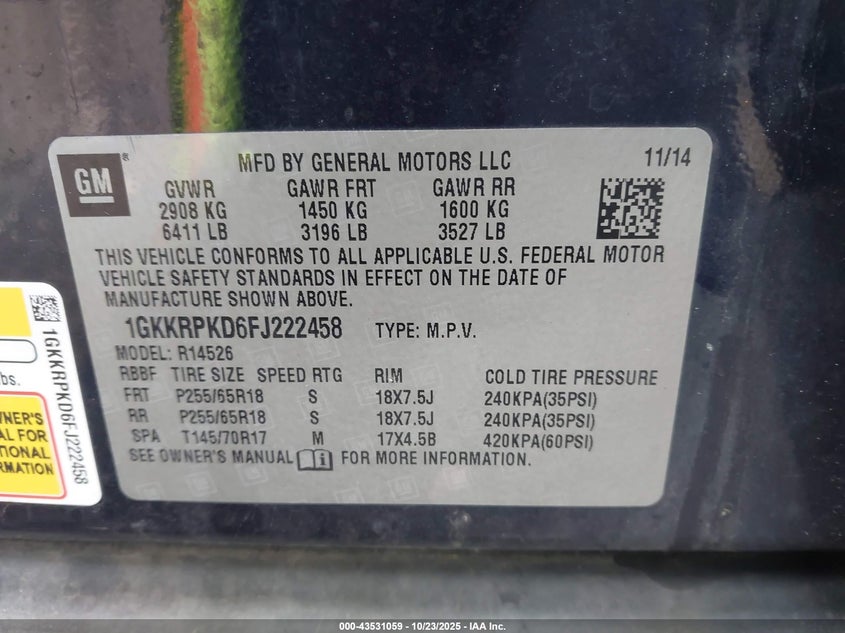 GM ®
MFD BY GENERAL MOTORS LLC 11/14
GVWR GAWR FRT GAWR RR
2908 KG 1450 KG 1600 KG
6411 LB 3196 LB 3527 LB
THIS VEHICLE CONFORMS TO ALL APPLICABLE U.S. FEDERAL MOTOR
VEHICLE SAFETY STANDARDS IN EFFECT ON THE DATE OF
MANUFACTURE SHOWN ABOVE.
1GKKRPKD6FJ222458 TYPE: M.P.V.
MODEL: R14526
RBBF TIRE SIZE SPEED RTG RIM COLD TIRE PRESSURE
FRT P255/65R18 S 18X7.5J 240KPA(35PSI)
RR P255/65R18 S 18X7.5J 240KPA(35PSI)
SPA T145/70R17 M 17X4.5B 420KPA(60PSI)
SEE OWNER'S MANUAL FOR MORE INFORMATION.
1GKKRPKD6FJ222458
000-43531059 | 10/23/2025 - IAA Inc.